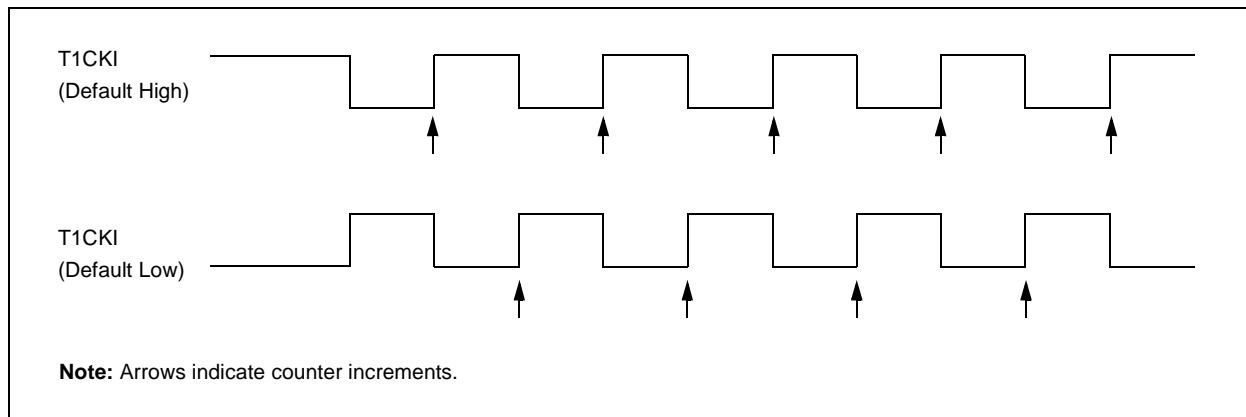 T1CKI
(Default High)
T1CKI
(Default Low)
Note: Arrows indicate counter increments.